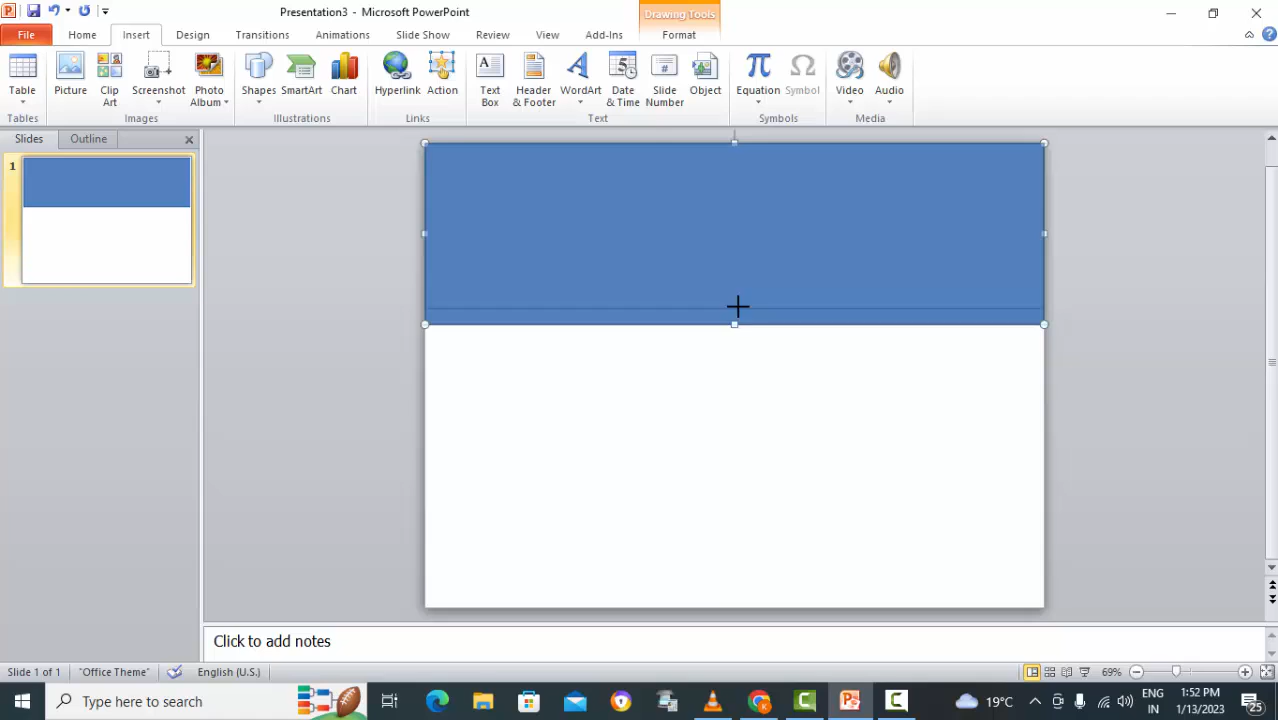 Presentation3 - Microsoft PowerPoint
Drawing Tools
File Home Insert Design Transitions Animations Slide Show Review View Add-Ins Format
Table Picture Clip Art Screenshot Photo Album Shapes SmartArt Chart Hyperlink Action Text Box Header & Footer WordArt Date & Time Slide Number Object Equation Symbol Video Audio
Tables Images Illustrations Links Text Symbols Media
Slides Outline
1
Click to add notes
Slide 1 of 1 "Office Theme" English (U.S.) 69%
Type here to search
19°C
ENG
IN
1:52 PM
1/13/2023
25